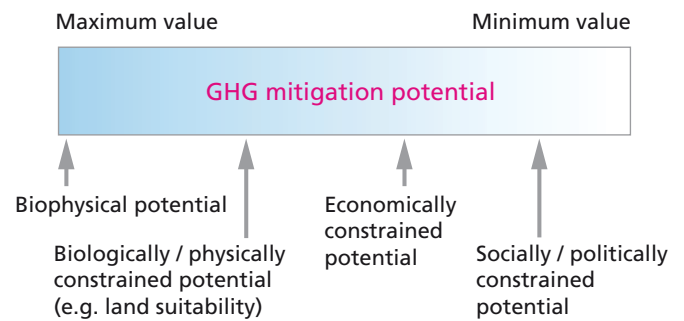 Maximum value
Minimum value
GHG mitigation potential
Biophysical potential
Biologically / physically
constrained potential
(e.g. land suitability)
Economically
constrained
potential
Socially / politically
constrained
potential